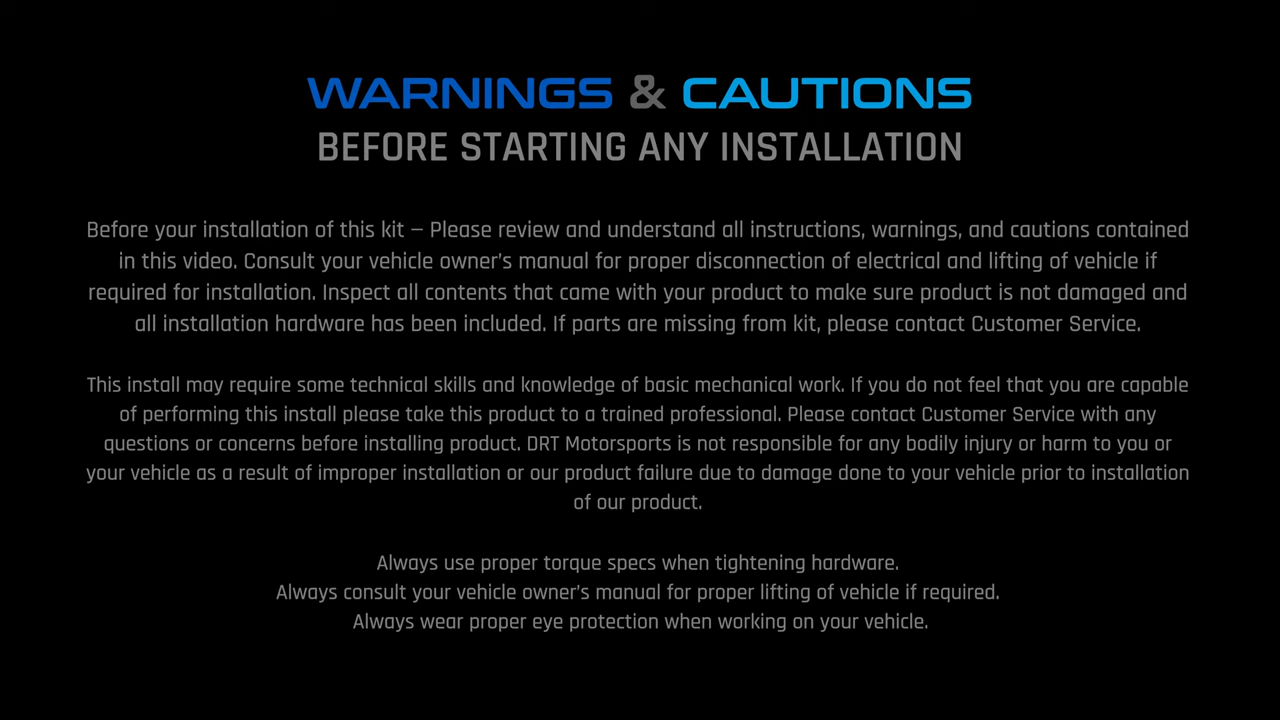 WARNINGS & CAUTIONS
BEFORE STARTING ANY INSTALLATION
Before your installation of this kit – Please review and understand all instructions, warnings, and cautions contained
in this video. Consult your vehicle owner's manual for proper disconnection of electrical and lifting of vehicle if
required for installation. Inspect all contents that came with your product to make sure product is not damaged and
all installation hardware has been included. If parts are missing from kit, please contact Customer Service.
This install may require some technical skills and knowledge of basic mechanical work. If you do not feel that you are capable
of performing this install please take this product to a trained professional. Please contact Customer Service with any
questions or concerns before installing product. DRT Motorsports is not responsible for any bodily injury or harm to you or
your vehicle as a result of improper installation or our product failure due to damage done to your vehicle prior to installation
of our product.
Always use proper torque specs when tightening hardware.
Always consult your vehicle owner's manual for proper lifting of vehicle if required.
Always wear proper eye protection when working on your vehicle.